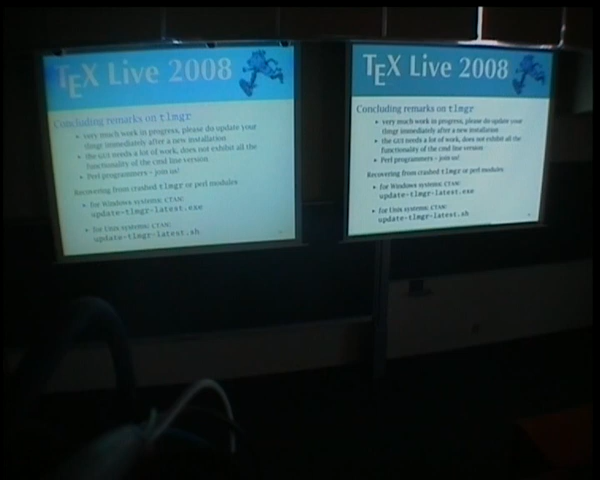 TEX Live 2008
Concluding remarks on tlmgr
• very much work in progress, please do update your
tlmgr immediately after a new installation
• the GUI needs a lot of work, does not exhibit all the
functionality of the cmd line version
• Perl programmers – join us!
Recovering from crashed tlmgr or perl modules
• for Windows systems: CTAN:
update-tlmgr-latest.exe
• for Unix systems: CTAN:
update-tlmgr-latest.sh
TEX Live 2008
Concluding remarks on tlmgr
• very much work in progress, please do update your
tlmgr immediately after a new installation
• the GUI needs a lot of work, does not exhibit all the
functionality of the cmd line version
• Perl programmers – join us!
Recovering from crashed tlmgr or perl modules
• for Windows systems: CTAN:
update-tlmgr-latest.exe
• for Unix systems: CTAN:
update-tlmgr-latest.sh